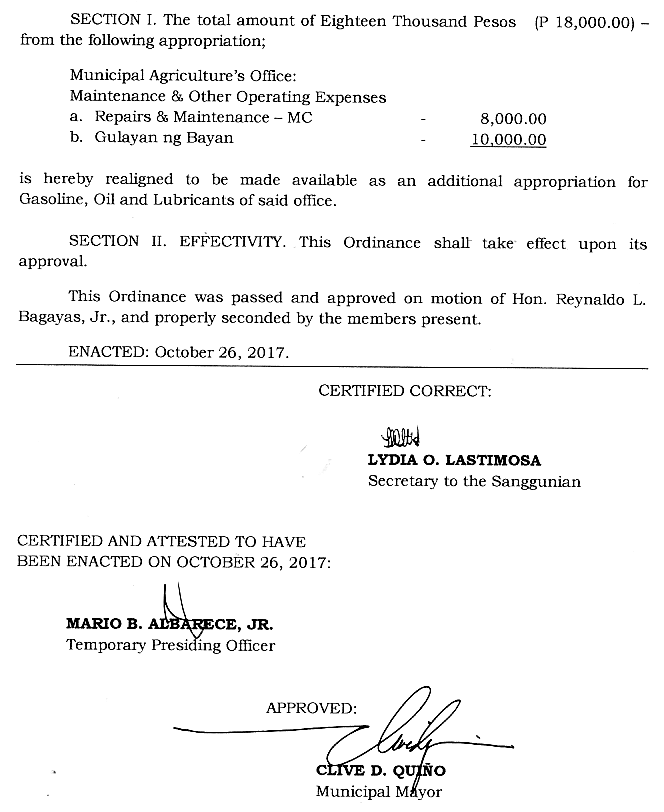 SECTION I. The total amount of Eighteen Thousand Pesos (P 18,000.00) –
from the following appropriation;
Municipal Agriculture's Office:
Maintenance & Other Operating Expenses
a. Repairs & Maintenance – MC - 8,000.00
b. Gulayan ng Bayan - 10,000.00
is hereby realigned to be made available as an additional appropriation for
Gasoline, Oil and Lubricants of said office.
SECTION II. EFFECTIVITY. This Ordinance shall take effect upon its
approval.
This Ordinance was passed and approved on motion of Hon. Reynaldo L.
Bagayas, Jr., and properly seconded by the members present.
ENACTED: October 26, 2017.
CERTIFIED CORRECT:
LYDIA O. LASTIMOSA
Secretary to the Sanggunian
CERTIFIED AND ATTESTED TO HAVE
BEEN ENACTED ON OCTOBER 26, 2017:
MARIO B. ALBARECE, JR.
Temporary Presiding Officer
APPROVED:
CLIVE D. QUIÑO
Municipal Mayor